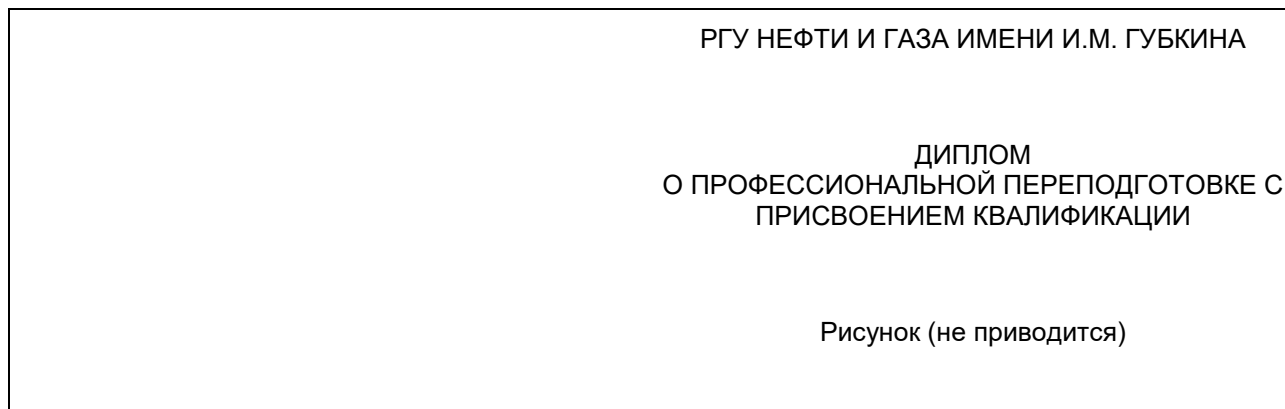 РГУ НЕФТИ И ГАЗА ИМЕНИ И.М. ГУБКИНА
ДИПЛОМ
О ПРОФЕССИОНАЛЬНОЙ ПЕРЕПОДГОТОВКЕ С
ПРИСВОЕНИЕМ КВАЛИФИКАЦИИ
Рисунок (не приводится)